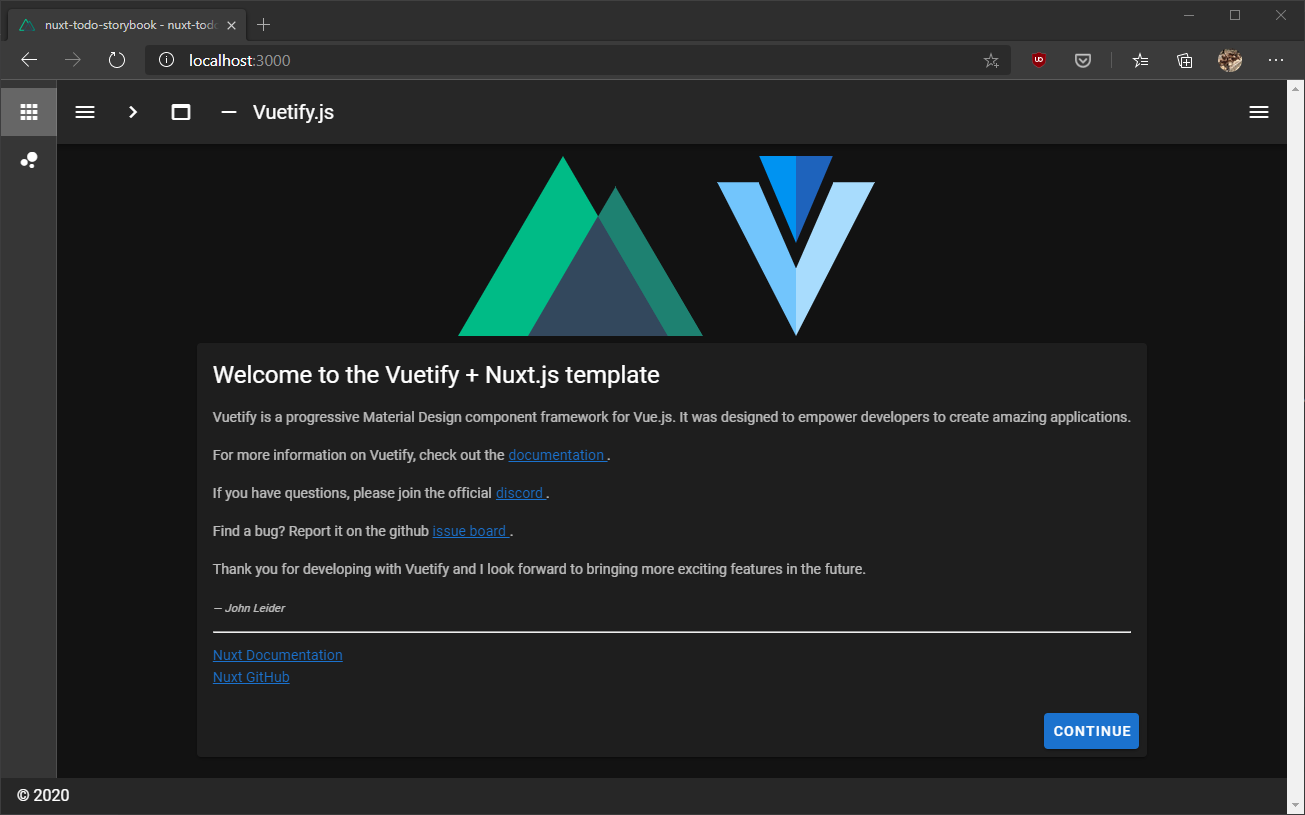 nuxt-todo-storybook - nuxt-todo
localhost:3000
Vuetify.js
Welcome to the Vuetify + Nuxt.js template
Vuetify is a progressive Material Design component framework for Vue.js. It was designed to empower developers to create amazing applications.
For more information on Vuetify, check out the documentation .
If you have questions, please join the official discord .
Find a bug? Report it on the github issue board .
Thank you for developing with Vuetify and I look forward to bringing more exciting features in the future.
— John Leider
Nuxt Documentation
Nuxt GitHub
CONTINUE
© 2020